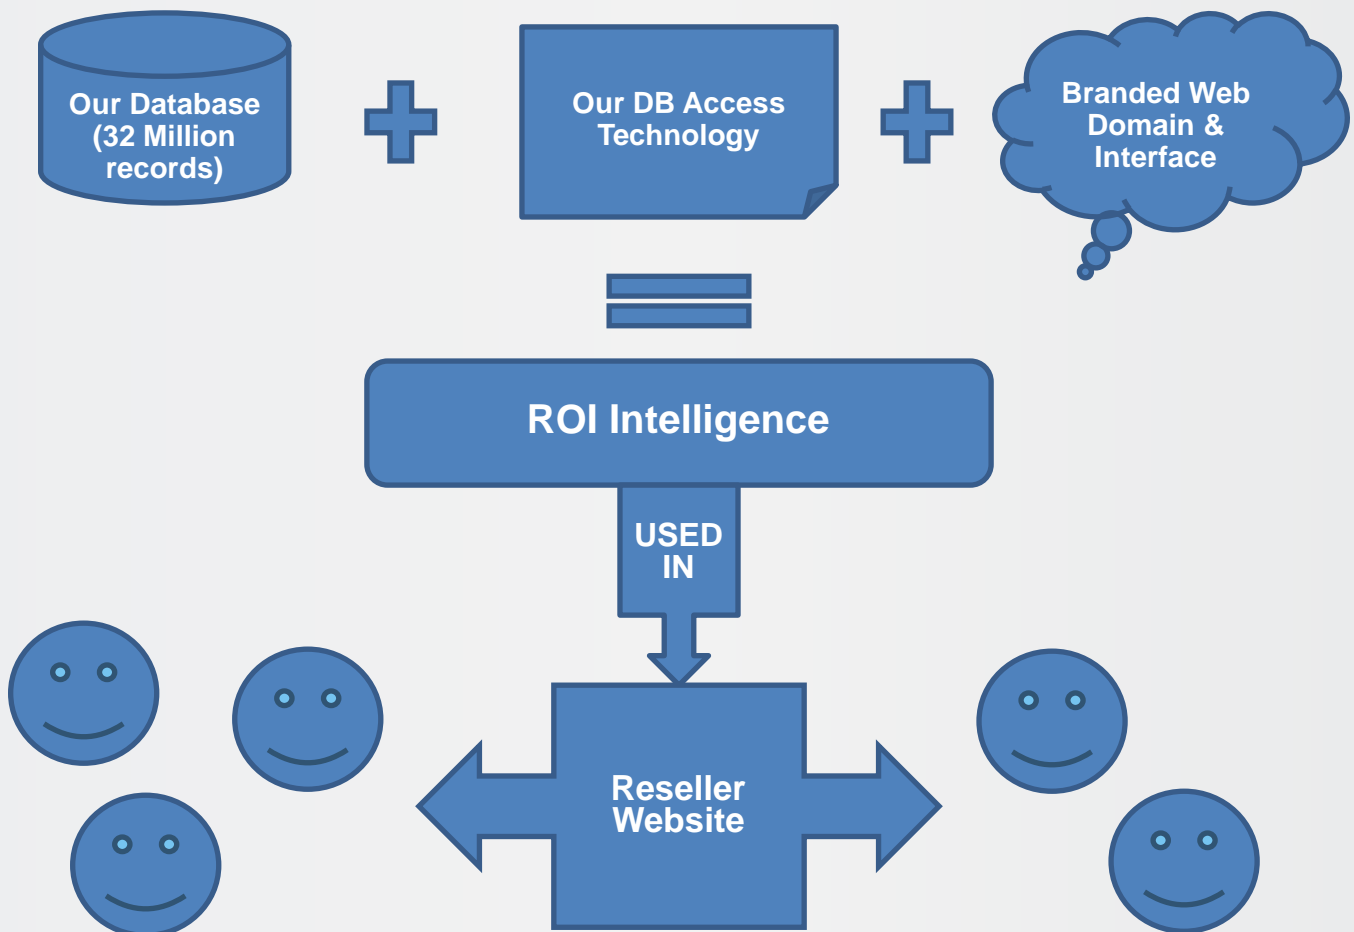 Our Database
(32 Million
records)
Our DB Access
Technology
Branded Web
Domain &
Interface
ROI Intelligence
USED
IN
Reseller
Website